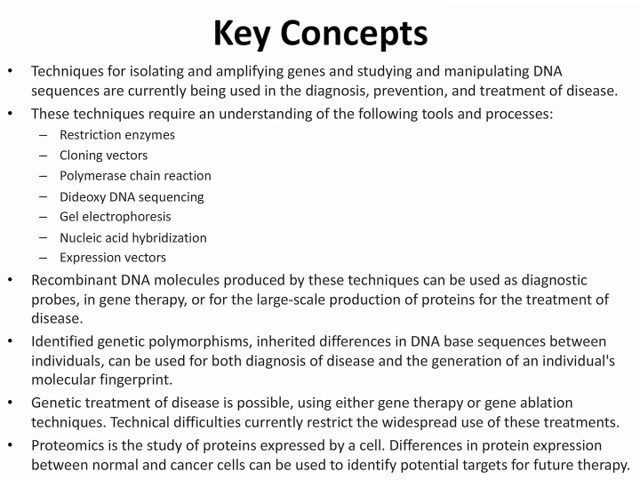 Key Concepts
• Techniques for isolating and amplifying genes and studying and manipulating DNA
sequences are currently being used in the diagnosis, prevention, and treatment of disease.
• These techniques require an understanding of the following tools and processes:
– Restriction enzymes
– Cloning vectors
– Polymerase chain reaction
– Dideoxy DNA sequencing
– Gel electrophoresis
– Nucleic acid hybridization
– Expression vectors
• Recombinant DNA molecules produced by these techniques can be used as diagnostic
probes, in gene therapy, or for the large-scale production of proteins for the treatment of
disease.
• Identified genetic polymorphisms, inherited differences in DNA base sequences between
individuals, can be used for both diagnosis of disease and the generation of an individual's
molecular fingerprint.
• Genetic treatment of disease is possible, using either gene therapy or gene ablation
techniques. Technical difficulties currently restrict the widespread use of these treatments.
• Proteomics is the study of proteins expressed by a cell. Differences in protein expression
between normal and cancer cells can be used to identify potential targets for future therapy.